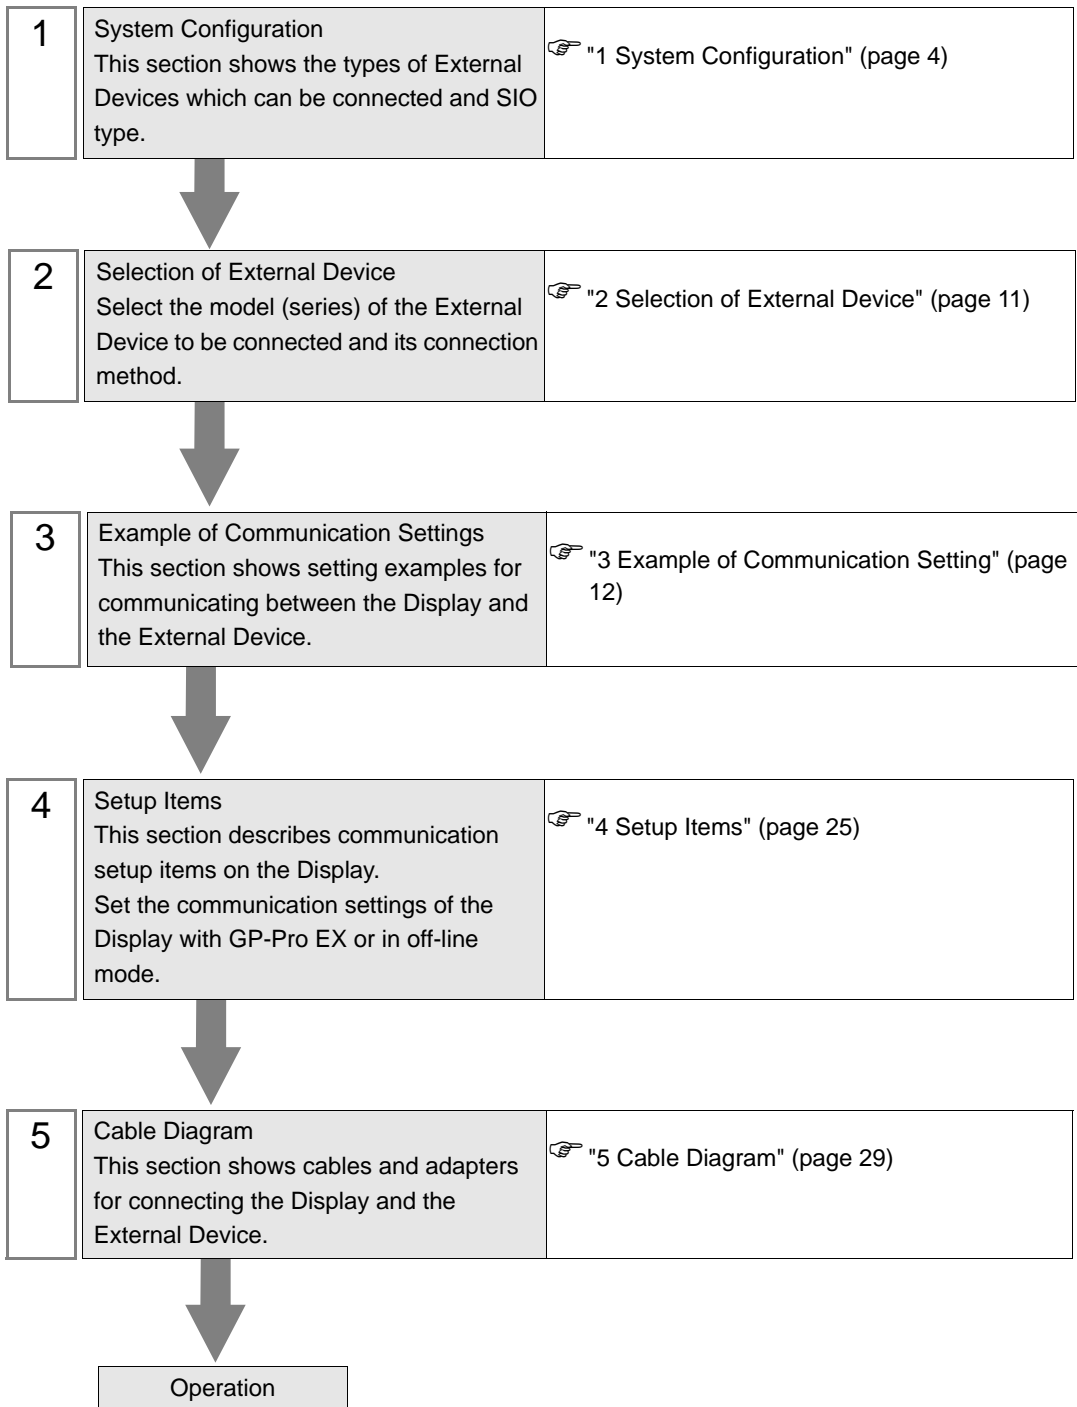 1
System Configuration
This section shows the types of External
Devices which can be connected and SIO
type.
"1 System Configuration" (page 4)
2
Selection of External Device
Select the model (series) of the External
Device to be connected and its connection
method.
"2 Selection of External Device" (page 11)
3
Example of Communication Settings
This section shows setting examples for
communicating between the Display and
the External Device.
"3 Example of Communication Setting" (page
12)
4
Setup Items
This section describes communication
setup items on the Display.
Set the communication settings of the
Display with GP-Pro EX or in off-line
mode.
"4 Setup Items" (page 25)
5
Cable Diagram
This section shows cables and adapters
for connecting the Display and the
External Device.
"5 Cable Diagram" (page 29)
Operation